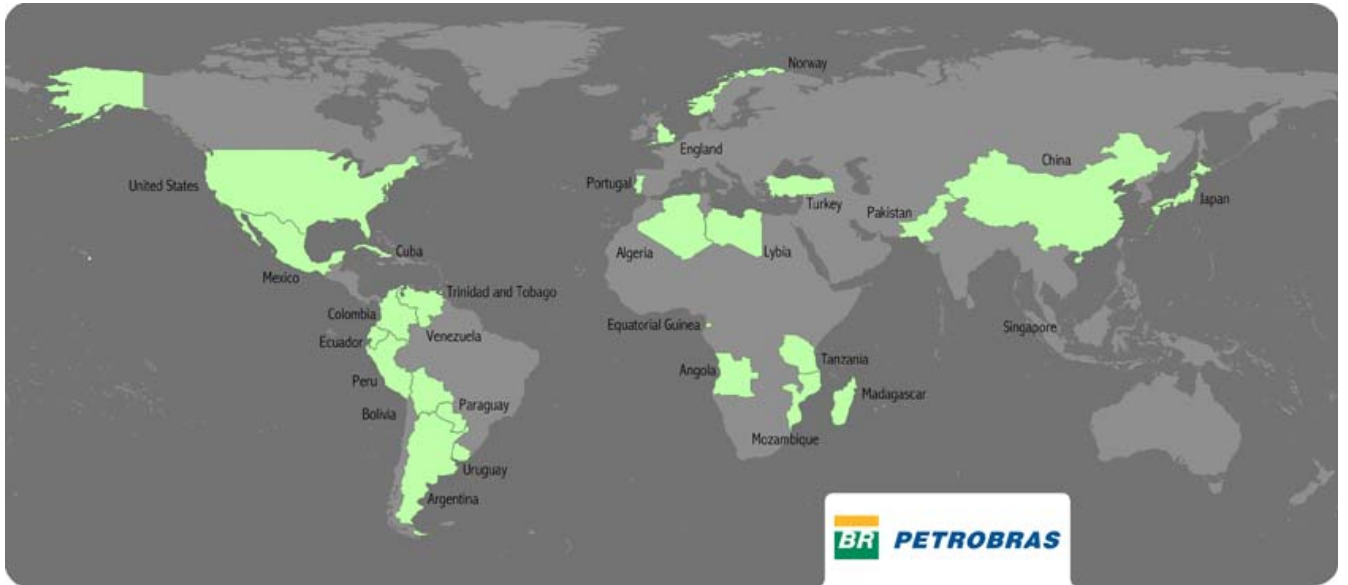 Norway
England
China
United States
Portugal
Turkey
Pakistan
Japan
Cuba
Algeria
Lybia
Mexico
Trinidad and Tobago
Colombia
Equatorial Guinea
Singapore
Ecuador
Venezuela
Angola
Tanzania
Peru
Madagascar
Paraguay
Bolivia
Mozambique
Uruguay
Argentina
BR PETROBRAS